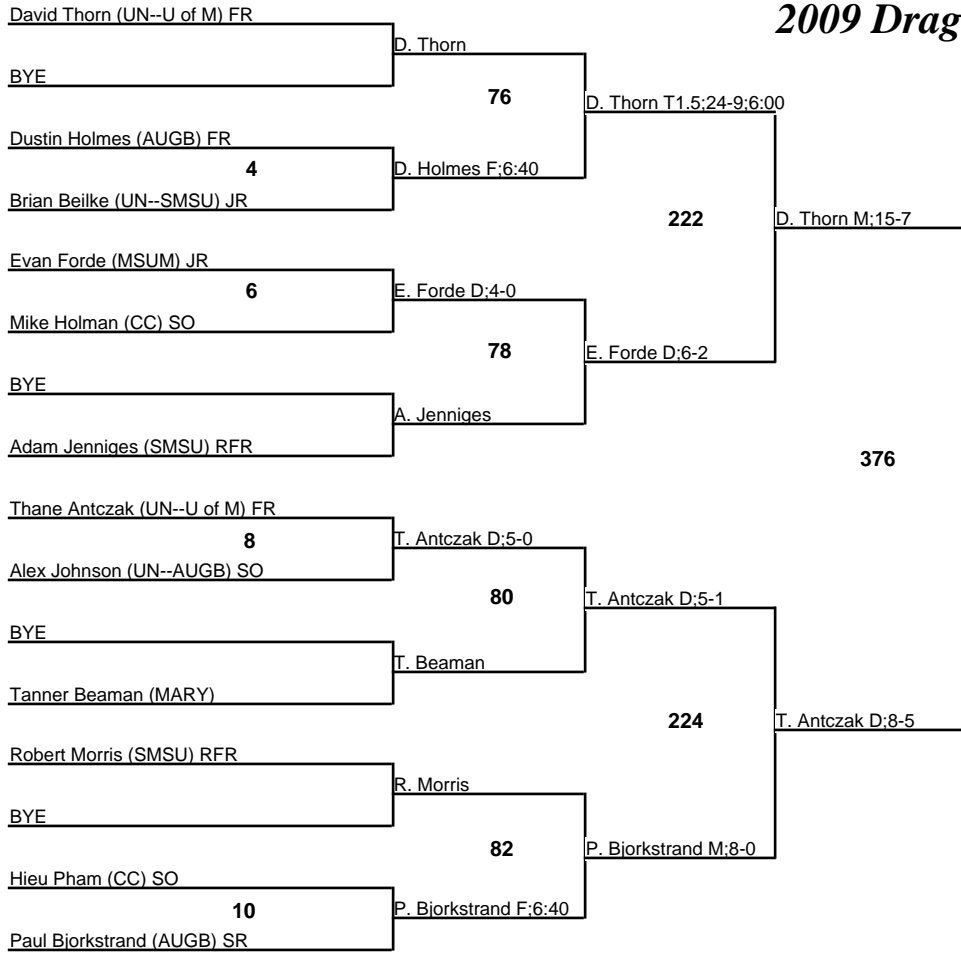 David Thorn (UN--U of M) FR
2009 Drag
D. Thorn
BYE
76
D. Thorn T1.5;24-9;6:00
Dustin Holmes (AUGB) FR
4
D. Holmes F;6:40
Brian Beilke (UN--SMSU) JR
222
D. Thorn M;15-7
Evan Forde (MSUM) JR
6
E. Forde D;4-0
Mike Holman (CC) SO
78
E. Forde D;6-2
BYE
A. Jenniges
Adam Jenniges (SMSU) RFR
376
Thane Antczak (UN--U of M) FR
8
T. Antczak D;5-0
Alex Johnson (UN--AUGB) SO
80
T. Antczak D;5-1
BYE
T. Beaman
Tanner Beaman (MARY)
224
T. Antczak D;8-5
Robert Morris (SMSU) RFR
R. Morris
BYE
82
P. Bjorkstrand M;8-0
Hieu Pham (CC) SO
10
P. Bjorkstrand F;6:40
Paul Bjorkstrand (AUGB) SR